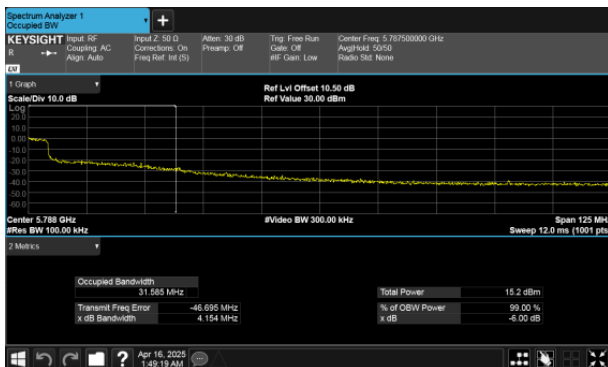 Spectrum Analyzer 1
Occupied BW
+
KEYSIGHT Input: RF Input Z: 50 Ω Atten: 30 dB Trig: Free Run Center Freq: 5.787500000 GHz
R Coupling: AC Corrections: On Preamp: Off Gate: Off Avg|Hold: 50/50
Align: Auto Freq Ref: Int (S) #IF Gain: Low Radio Std: None
LXI
1 Graph
Ref Lvl Offset 10.50 dB
Scale/Div 10.0 dB Ref Value 30.00 dBm
Log
20.0
10.0
0.00
-10.0
-20.0
-30.0
-40.0
-50.0
-60.0
Center 5.788 GHz #Video BW 300.00 kHz Span 125 MH
#Res BW 100.00 kHz Sweep 12.0 ms (1001 pts
2 Metrics
Occupied Bandwidth
31.585 MHz Total Power 15.2 dBm
Transmit Freq Error -46.695 MHz % of OBW Power 99.00 %
x dB Bandwidth 4.154 MHz x dB -6.00 dB
? Apr 16, 2025
1:49:19 AM